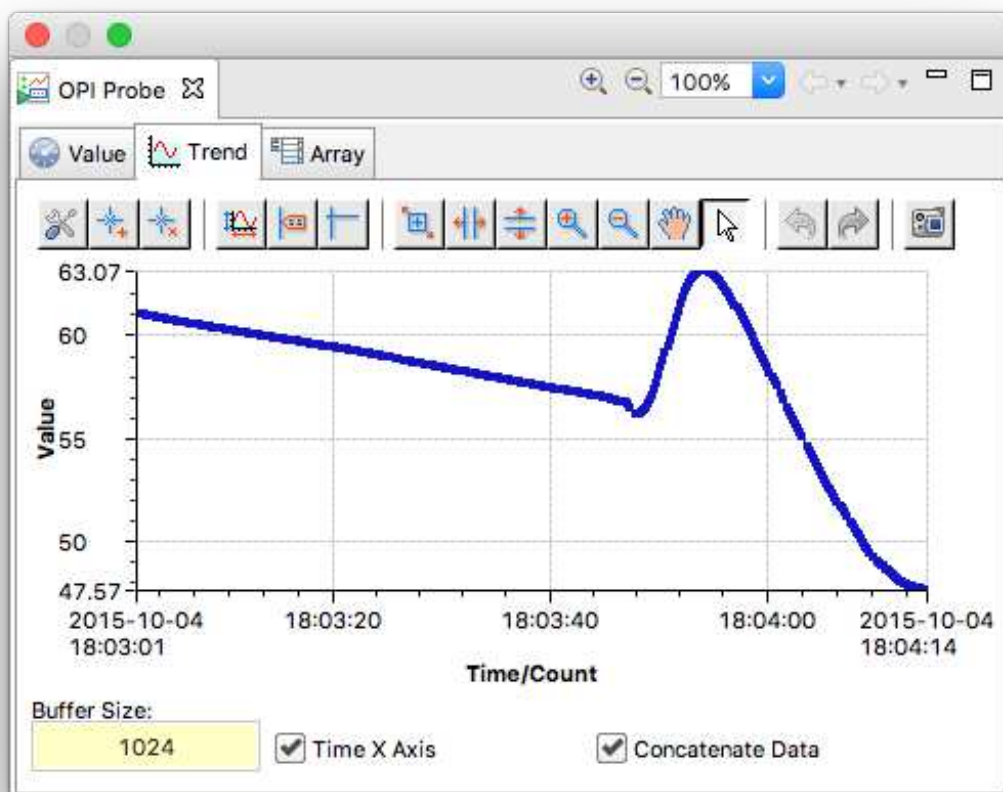 OPI Probe
100%
Value
Trend
Array
63.07
60
55
50
47.57
Value
2015-10-04
18:03:01
18:03:20
18:03:40
18:04:00
2015-10-04
18:04:14
Time/Count
Buffer Size:
1024
Time X Axis
Concatenate Data